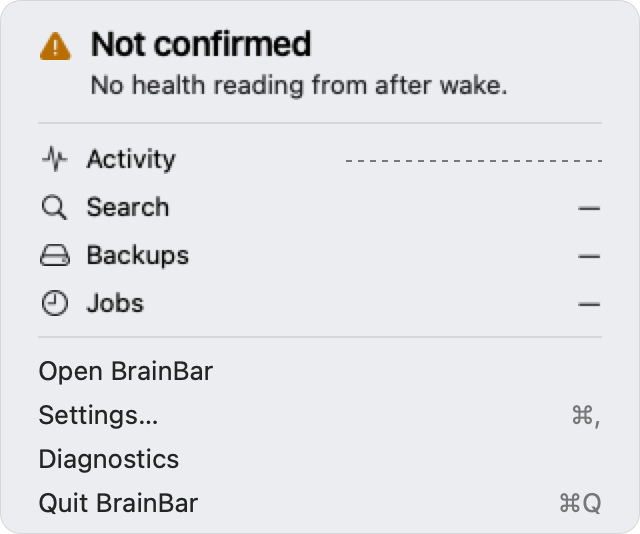 Not confirmed
No health reading from after wake.
Activity
Search —
Backups —
Jobs —
Open BrainBar
Settings... ⌘,
Diagnostics
Quit BrainBar ⌘Q